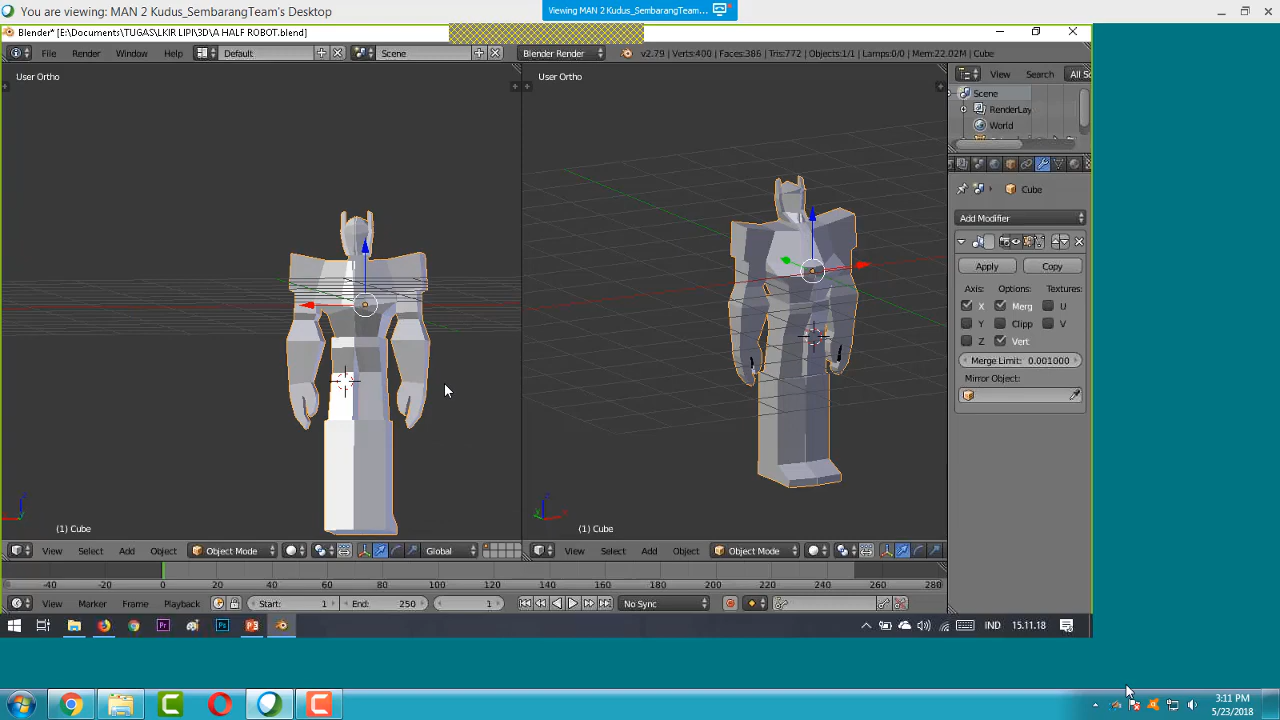 You are viewing: MAN 2 Kudus_SembarangTeam's Desktop
Viewing MAN 2 Kudus_SembarangTeam...
Blender* [E:\Documents\TUGAS\LKIR LIPI\3D\A HALF ROBOT.blend]
File Render Window Help Default Scene Blender Render v2.79 | Verts:400 | Faces:386 | Tris:772 | Objects:1/1 | Lamps:0/0 | Mem:22.02M | Cube
User Ortho
User Ortho
View Search All Sc
Scene
RenderLay
World
Cube
Add Modifier
Apply Copy
Axis: Options: Textures:
X Merg U
Y Clipp V
Z Vert
Merge Limit: 0.001000
Mirror Object:
(1) Cube
(1) Cube
View Select Add Object Object Mode Global
View Select Add Object Object Mode
-40 -20 0 20 40 60 80 100 120 140 160 180 200 220 240 260 280
View Marker Frame Playback Start: 1 End: 250 1 No Sync
Pr Ps
IND 15.11.18
3:11 PM
5/23/2018